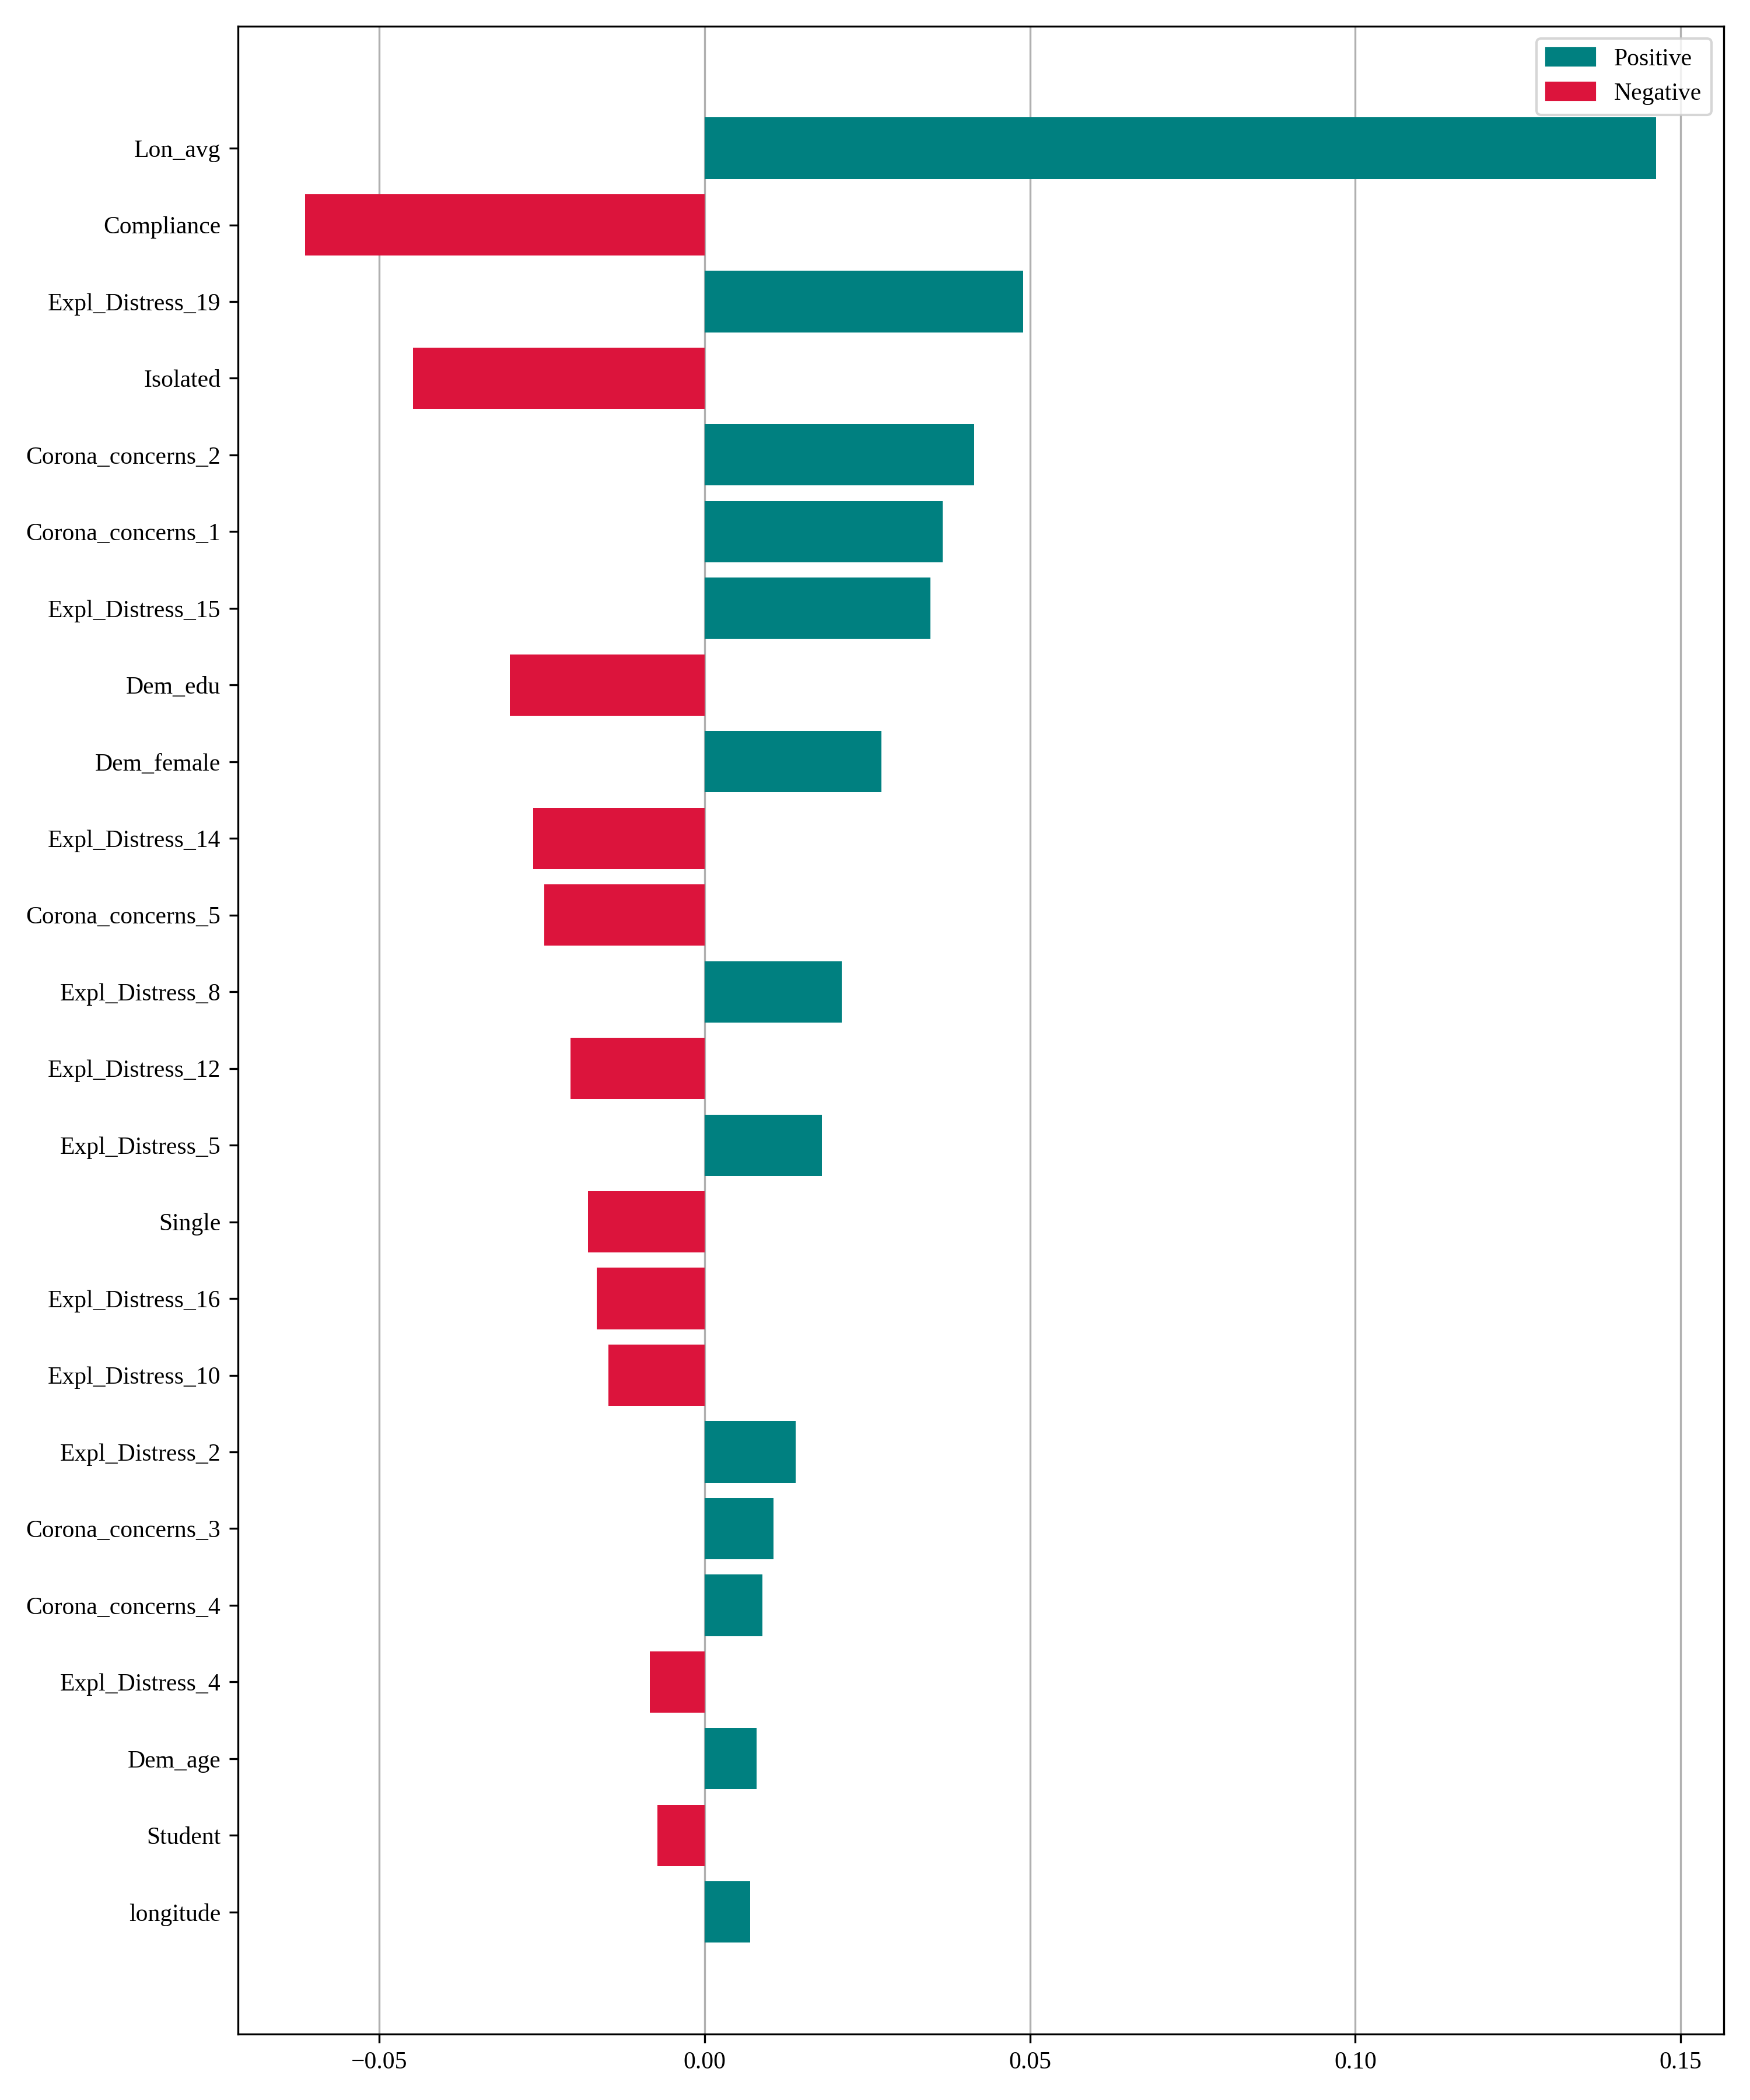 Positive
Negative
Lon_avg
Compliance
Expl_Distress_19
Isolated
Corona_concerns_2
Corona_concerns_1
Expl_Distress_15
Dem_edu
Dem_female
Expl_Distress_14
Corona_concerns_5
Expl_Distress_8
Expl_Distress_12
Expl_Distress_5
Single
Expl_Distress_16
Expl_Distress_10
Expl_Distress_2
Corona_concerns_3
Corona_concerns_4
Expl_Distress_4
Dem_age
Student
longitude
−0.05 0.00 0.05 0.10 0.15